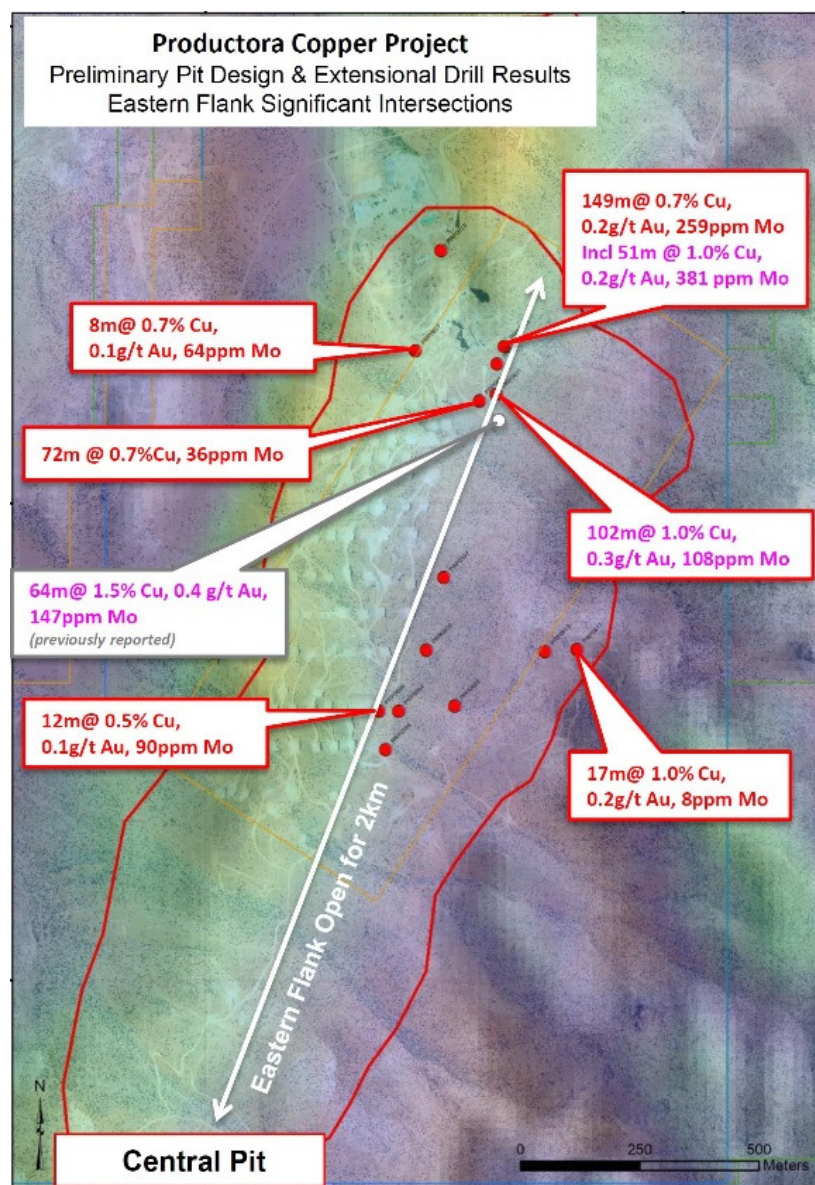 Productora Copper Project
Preliminary Pit Design & Extensional Drill Results
Eastern Flank Significant Intersections
149m@ 0.7% Cu,
0.2g/t Au, 259ppm Mo
Incl 51m @ 1.0% Cu,
0.2g/t Au, 381 ppm Mo
8m@ 0.7% Cu,
0.1g/t Au, 64ppm Mo
72m @ 0.7%Cu, 36ppm Mo
102m@ 1.0% Cu,
0.3g/t Au, 108ppm Mo
64m@ 1.5% Cu, 0.4 g/t Au,
147ppm Mo
(previously reported)
12m@ 0.5% Cu,
0.1g/t Au, 90ppm Mo
17m@ 1.0% Cu,
0.2g/t Au, 8ppm Mo
Eastern Flank Open for 2km
N
Central Pit
0 250 500
Meters